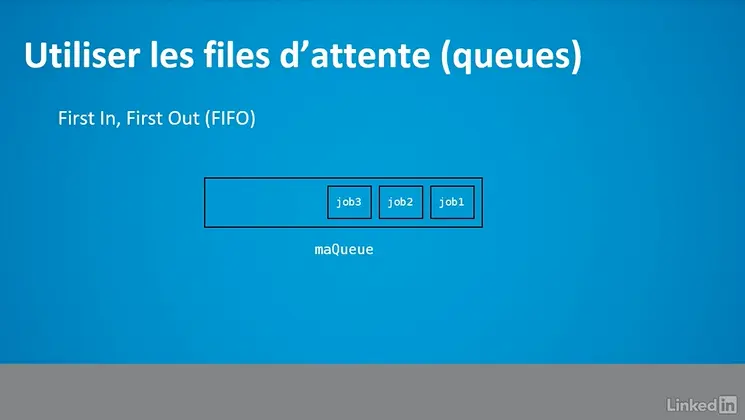 Utiliser les files d’attente (queues)
First In, First Out (FIFO)
job3 job2 job1
maQueue
LinkedIn